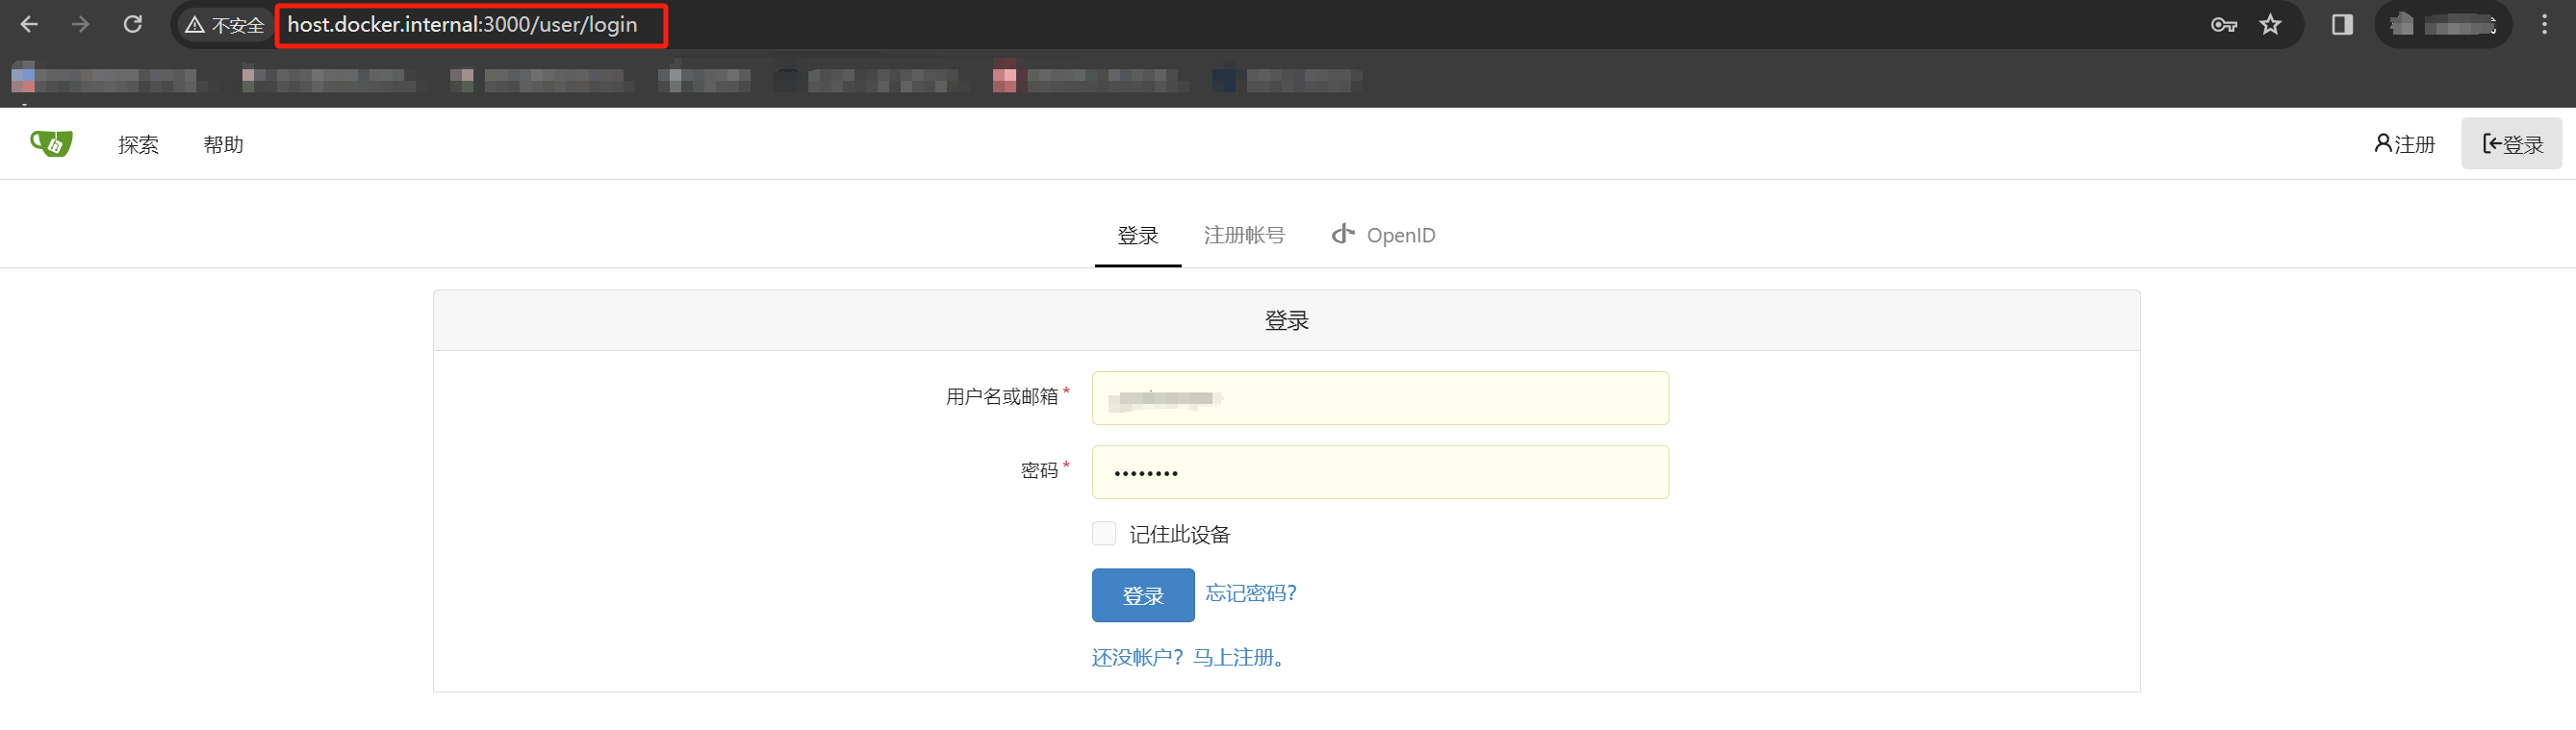 不安全 host.docker.internal:3000/user/login
探索 帮助 注册 登录
登录 注册帐号 OpenID
登录
用户名或邮箱 *
密码 * ••••••••
记住此设备
登录 忘记密码?
还没帐户? 马上注册。